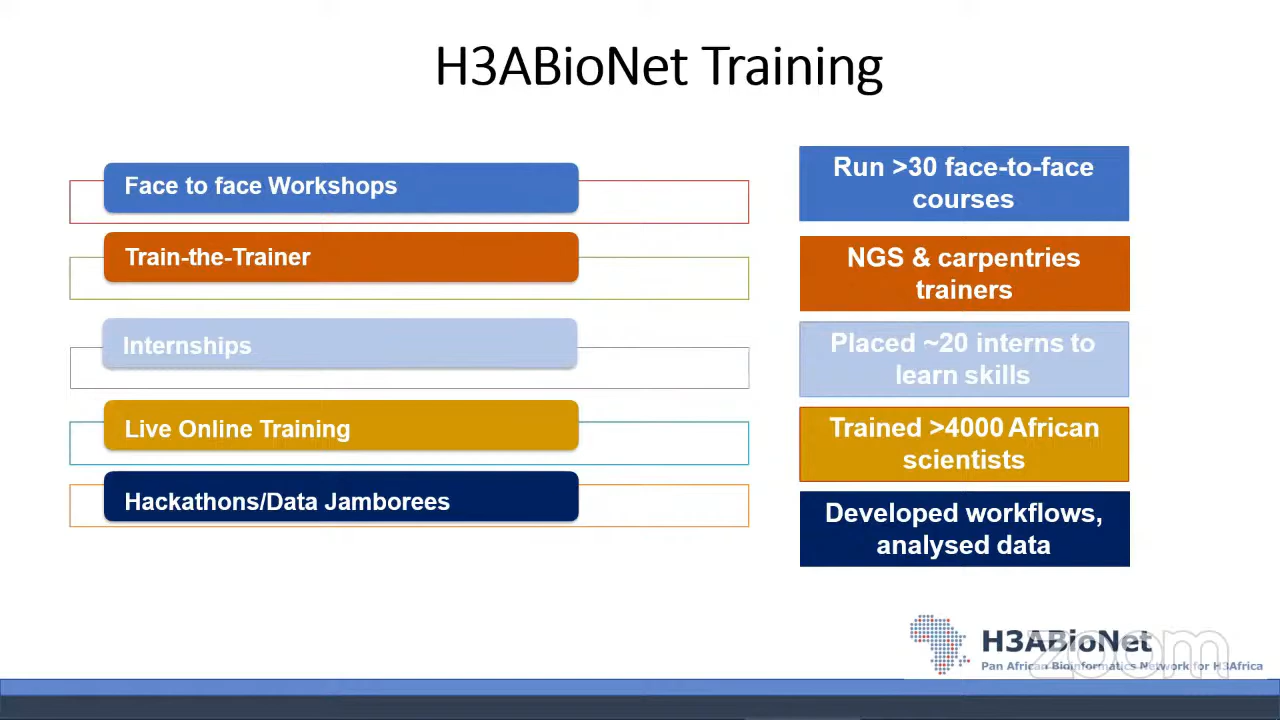 H3ABioNet Training
Face to face Workshops
Run >30 face-to-face
courses
Train-the-Trainer
NGS & carpentries
trainers
Internships
Placed ~20 interns to
learn skills
Live Online Training
Trained >4000 African
scientists
Hackathons/Data Jamborees
Developed workflows,
analysed data
H3ABioNet
zoom
Pan African Bioinformatics Network for H3Africa